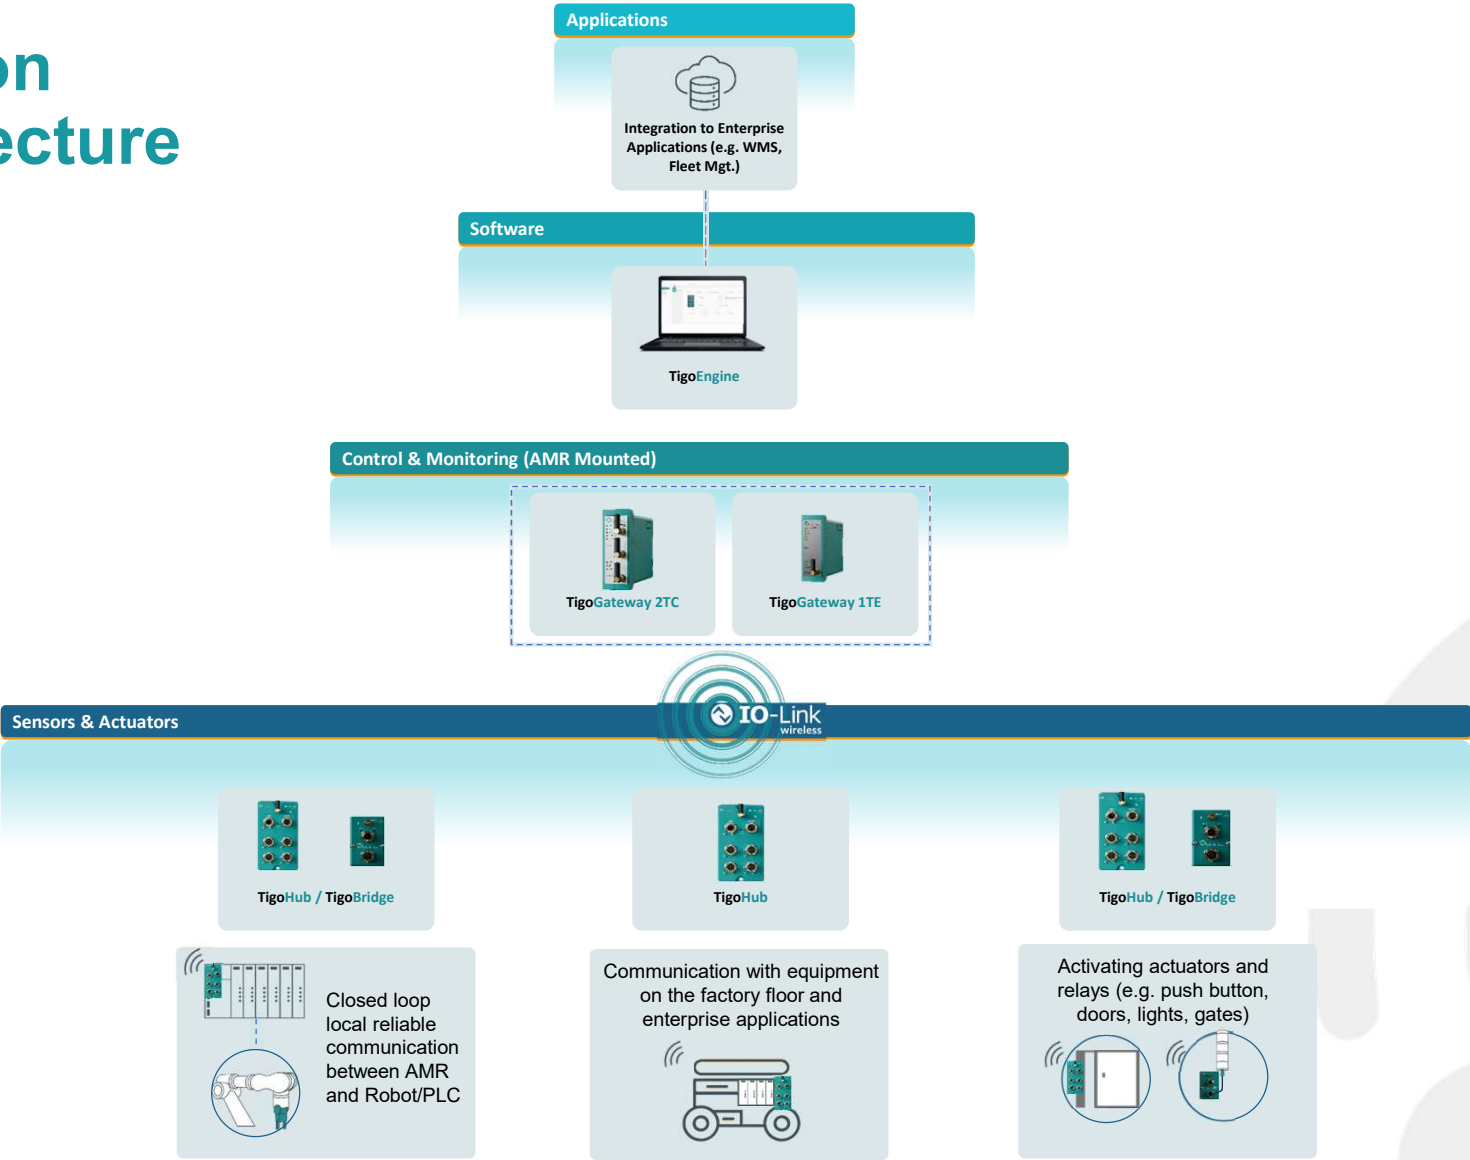 on
ecture
Applications
Integration to Enterprise
Applications (e.g. WMS,
Fleet Mgt.)
Software
TigoEngine
Control & Monitoring (AMR Mounted)
TigoGateway 2TC
TigoGateway 1TE
IO-Link
wireless
Sensors & Actuators
TigoHub / TigoBridge
TigoHub
TigoHub / TigoBridge
Closed loop
local reliable
communication
between AMR
and Robot/PLC
Communication with equipment
on the factory floor and
enterprise applications
Activating actuators and
relays (e.g. push button,
doors, lights, gates)